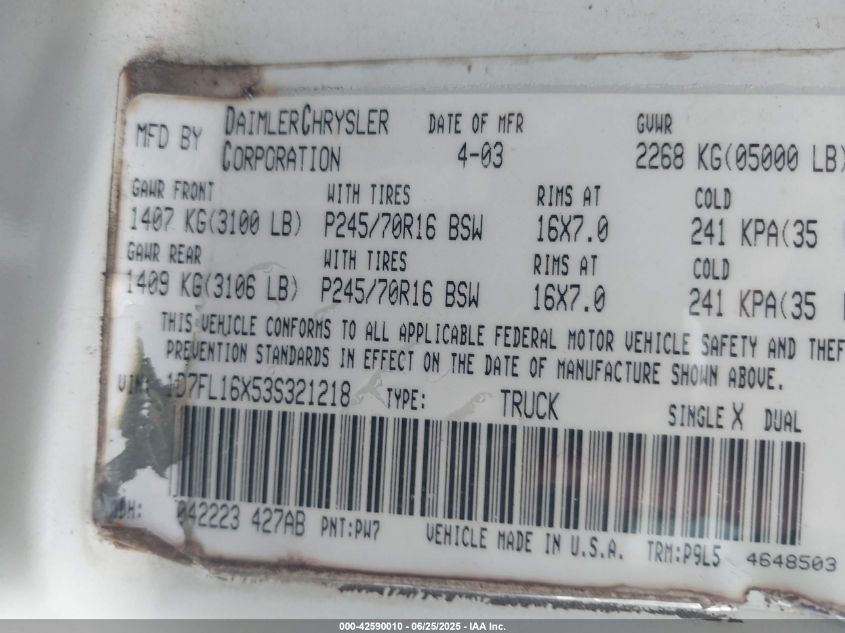 MFD BY DAIMLERCHRYSLER CORPORATION DATE OF MFR 4-03 GVWR 2268 KG(05000 LB)
GAWR FRONT WITH TIRES RIMS AT COLD
1407 KG(3100 LB) P245/70R16 BSW 16X7.0 241 KPA(35
GAWR REAR WITH TIRES RIMS AT COLD
1409 KG(3106 LB) P245/70R16 BSW 16X7.0 241 KPA(35
THIS VEHICLE CONFORMS TO ALL APPLICABLE FEDERAL MOTOR VEHICLE SAFETY AND THEF
PREVENTION STANDARDS IN EFFECT ON THE DATE OF MANUFACTURE SHOWN ABOVE.
VIN: 1D7FL16X53S321218 TYPE: TRUCK SINGLE X DUAL
MDH: 042223 427AB PNT:PW7 VEHICLE MADE IN U.S.A. TRM:P9L5 4648503
000-42590010 - 06/25/2025 - IAA Inc.